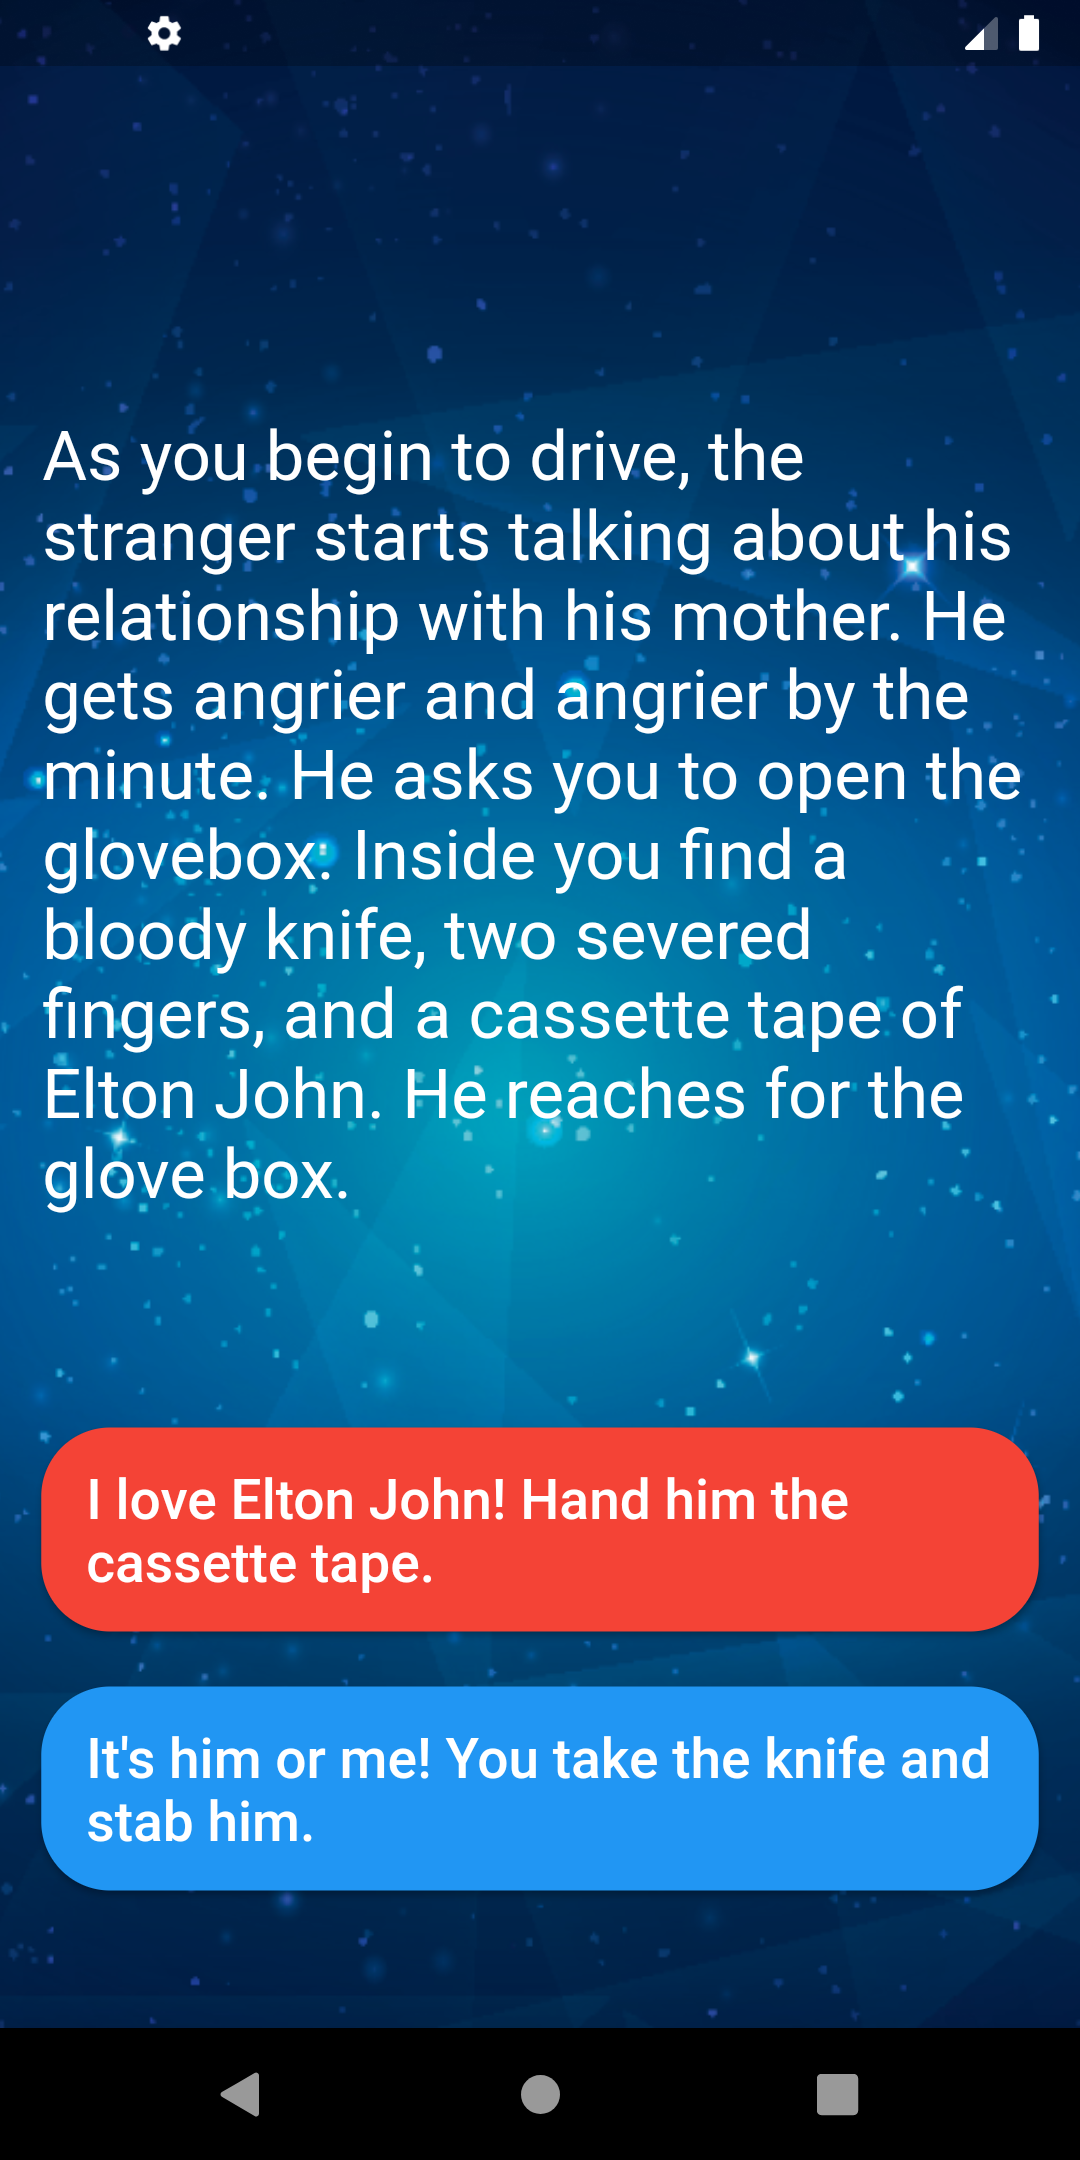 As you begin to drive, the
stranger starts talking about his
relationship with his mother. He
gets angrier and angrier by the
minute. He asks you to open the
glovebox. Inside you find a
bloody knife, two severed
fingers, and a cassette tape of
Elton John. He reaches for the
glove box.
I love Elton John! Hand him the
cassette tape.
It's him or me! You take the knife and
stab him.